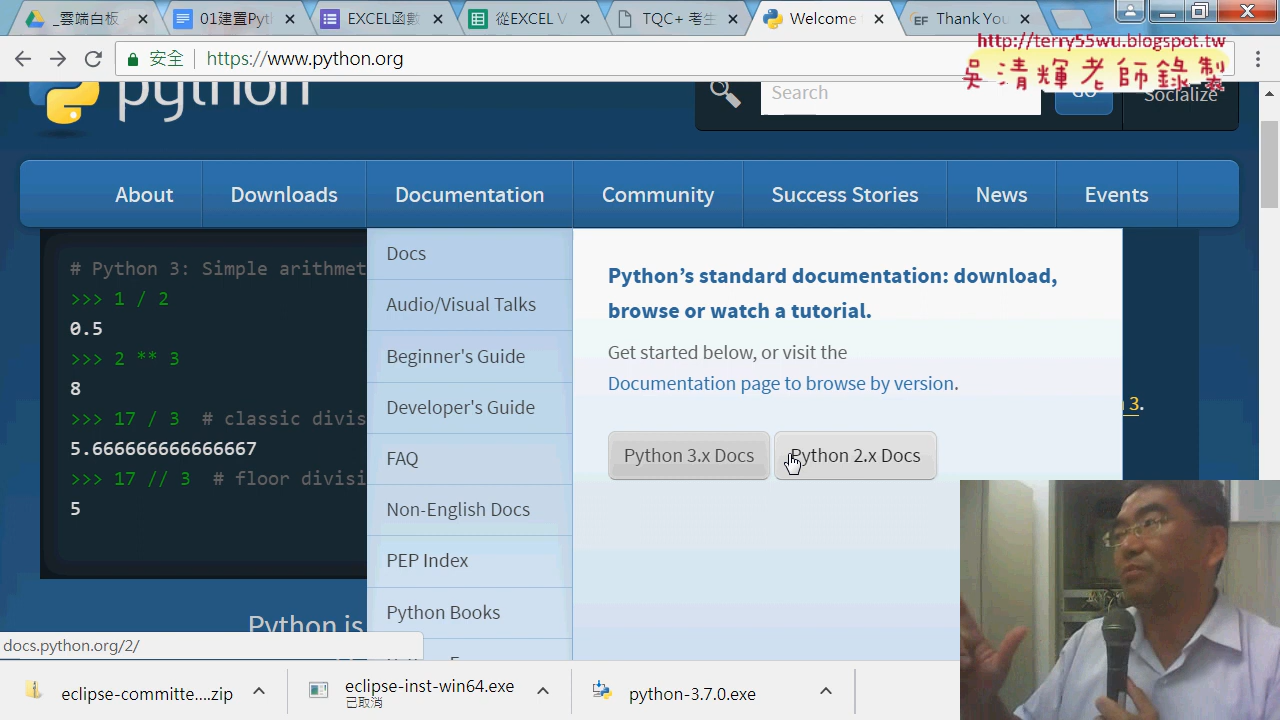 _雲端白板
01建置Pyth
EXCEL函數
從EXCEL V
TQC+ 考生
Welcome
Thank You
安全
https://www.python.org
http://terry55wu.blogspot.tw
吳清輝老師錄製
python
Search
GO
Socialize
About
Downloads
Documentation
Community
Success Stories
News
Events
# Python 3: Simple arithmet
>>> 1 / 2
0.5
>>> 2 ** 3
8
>>> 17 / 3 # classic divis
5.666666666666667
>>> 17 // 3 # floor divisi
5
Docs
Audio/Visual Talks
Beginner's Guide
Developer's Guide
FAQ
Non-English Docs
PEP Index
Python Books
Python’s standard documentation: download,
browse or watch a tutorial.
Get started below, or visit the
Documentation page to browse by version.
Python 3.x Docs
Python 2.x Docs
3.
Python is
docs.python.org/2/
eclipse-committe....zip
eclipse-inst-win64.exe
已取消
python-3.7.0.exe